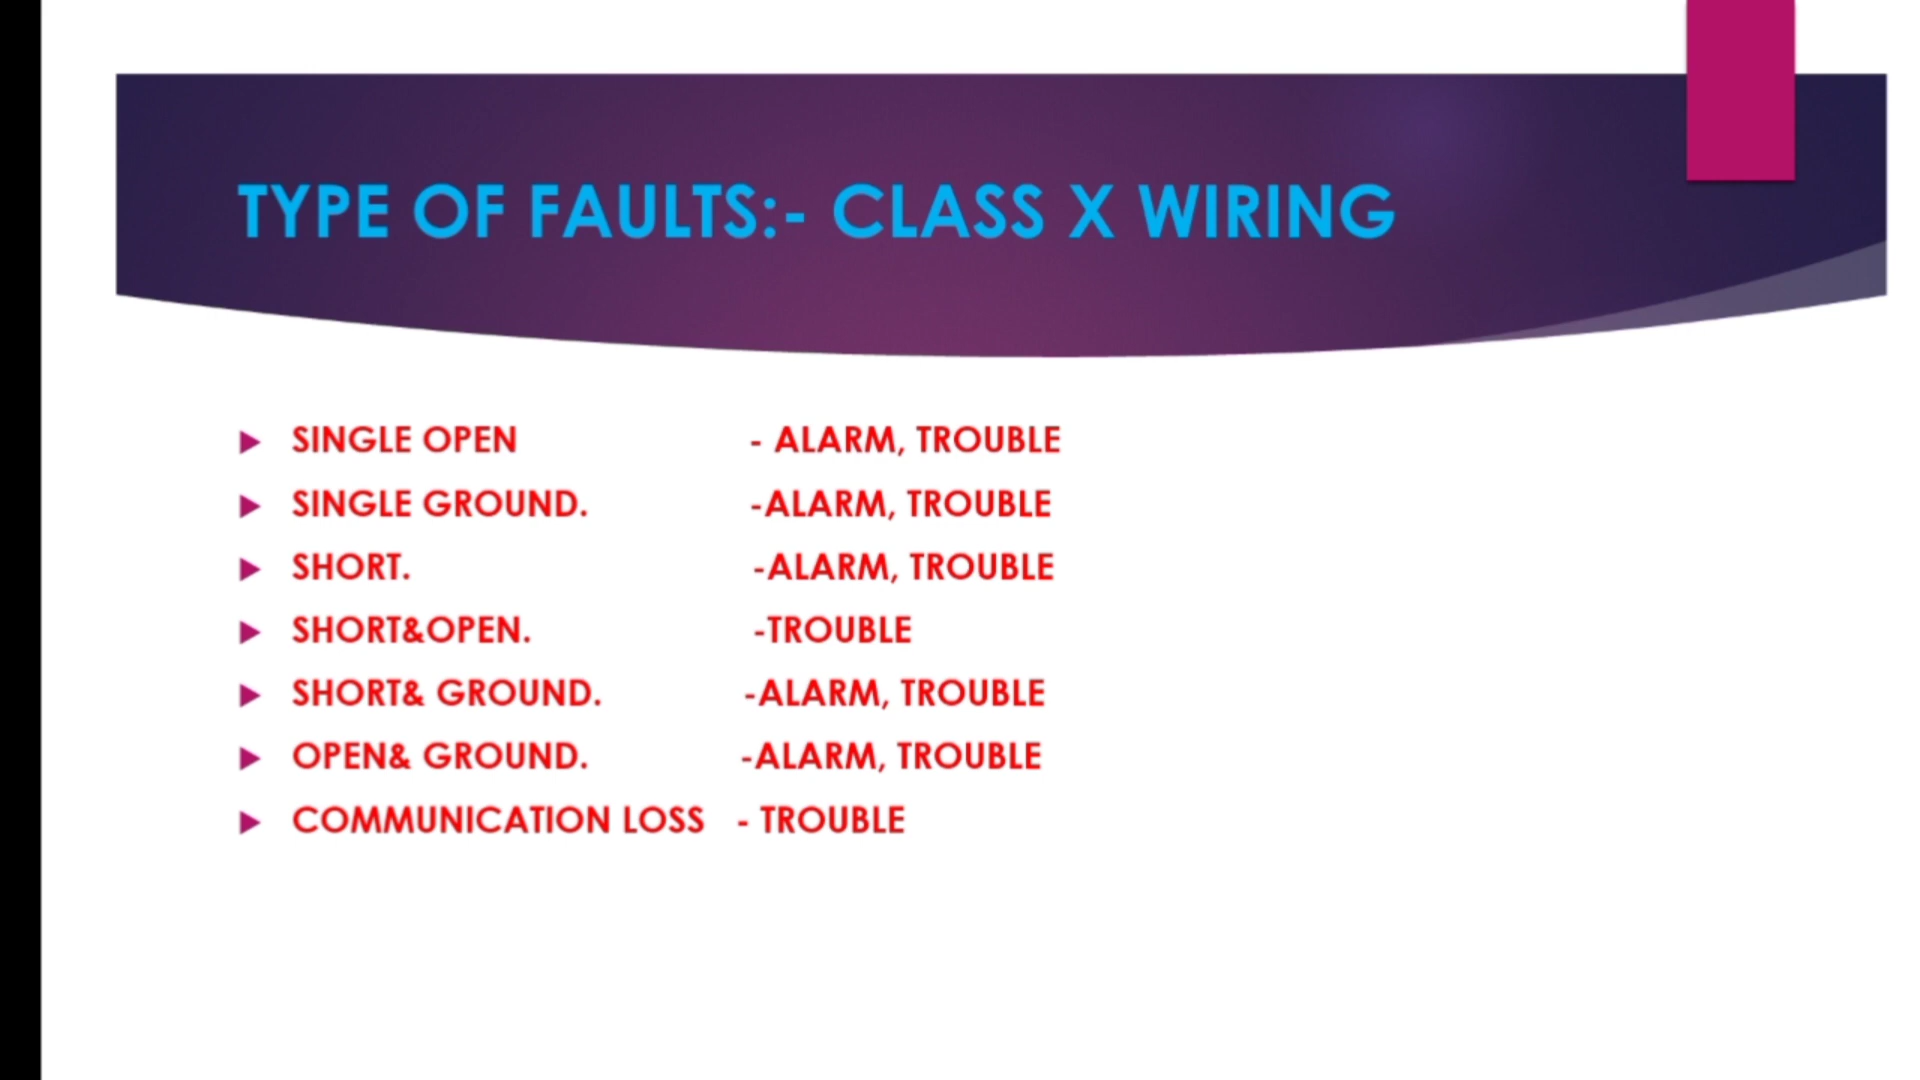 TYPE OF FAULTS:- CLASS X WIRING
SINGLE OPEN - ALARM, TROUBLE
SINGLE GROUND. -ALARM, TROUBLE
SHORT. -ALARM, TROUBLE
SHORT&OPEN. -TROUBLE
SHORT& GROUND. -ALARM, TROUBLE
OPEN& GROUND. -ALARM, TROUBLE
COMMUNICATION LOSS - TROUBLE